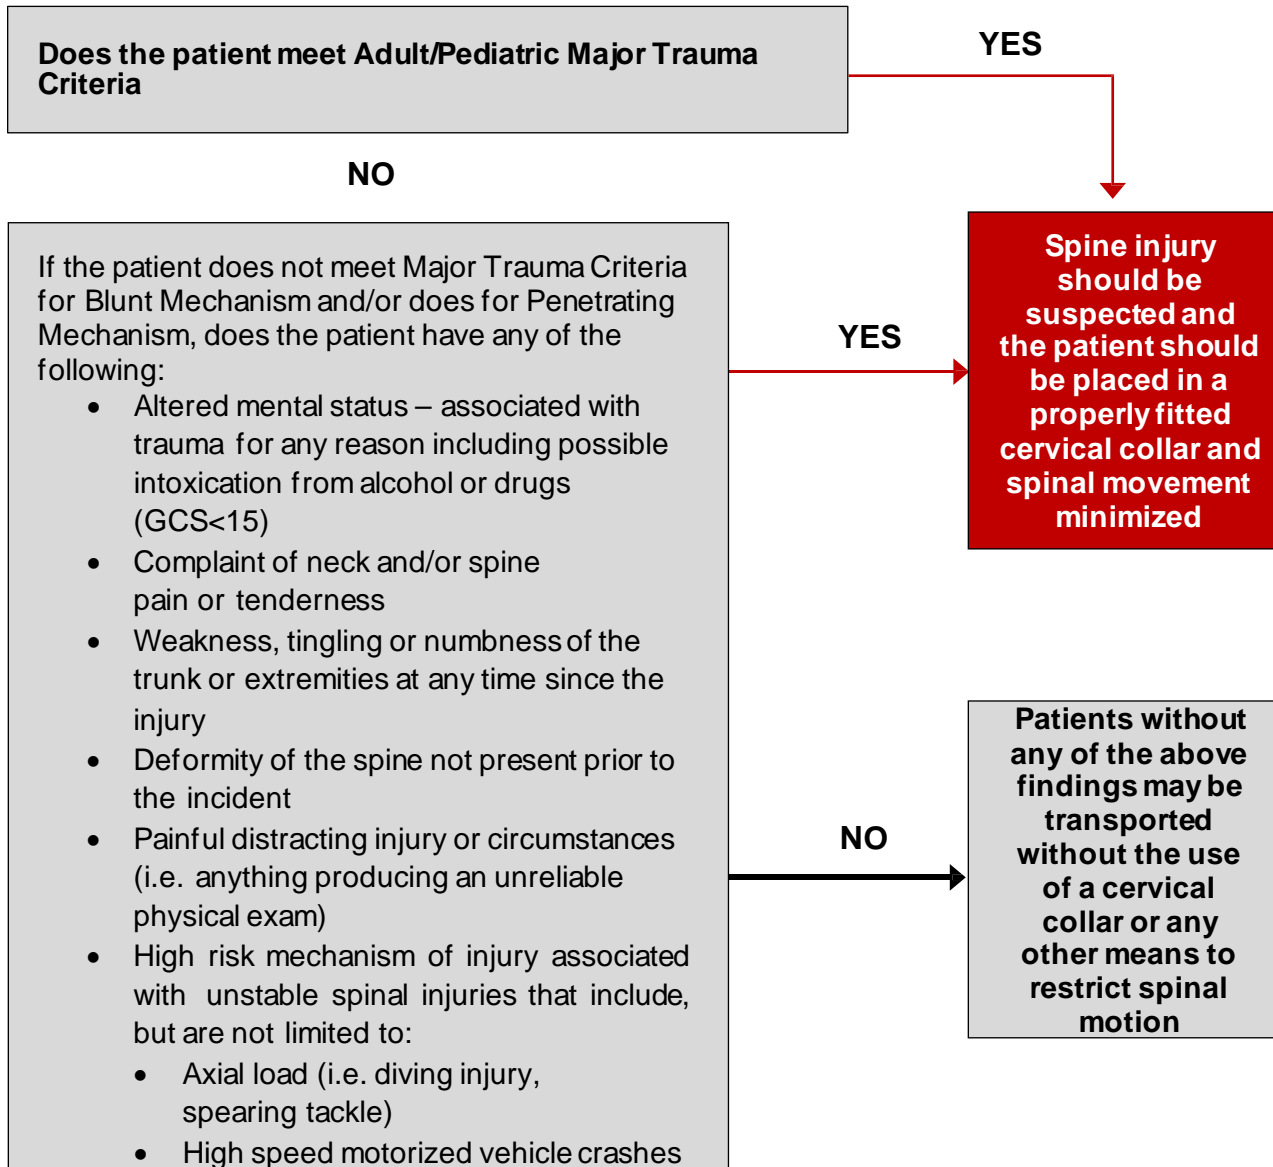 Does the patient meet Adult/Pediatric Major Trauma
Criteria
YES
NO
If the patient does not meet Major Trauma Criteria
for Blunt Mechanism and/or does for Penetrating
Mechanism, does the patient have any of the
following:
• Altered mental status – associated with
trauma for any reason including possible
intoxication from alcohol or drugs
(GCS<15)
• Complaint of neck and/or spine
pain or tenderness
• Weakness, tingling or numbness of the
trunk or extremities at any time since the
injury
• Deformity of the spine not present prior to
the incident
• Painful distracting injury or circumstances
(i.e. anything producing an unreliable
physical exam)
• High risk mechanism of injury associated
with unstable spinal injuries that include,
but are not limited to:
• Axial load (i.e. diving injury,
spearing tackle)
• High speed motorized vehicle crashes
YES
Spine injury
should be
suspected and
the patient should
be placed in a
properly fitted
cervical collar and
spinal movement
minimized
NO
Patients without
any of the above
findings may be
transported
without the use
of a cervical
collar or any
other means to
restrict spinal
motion